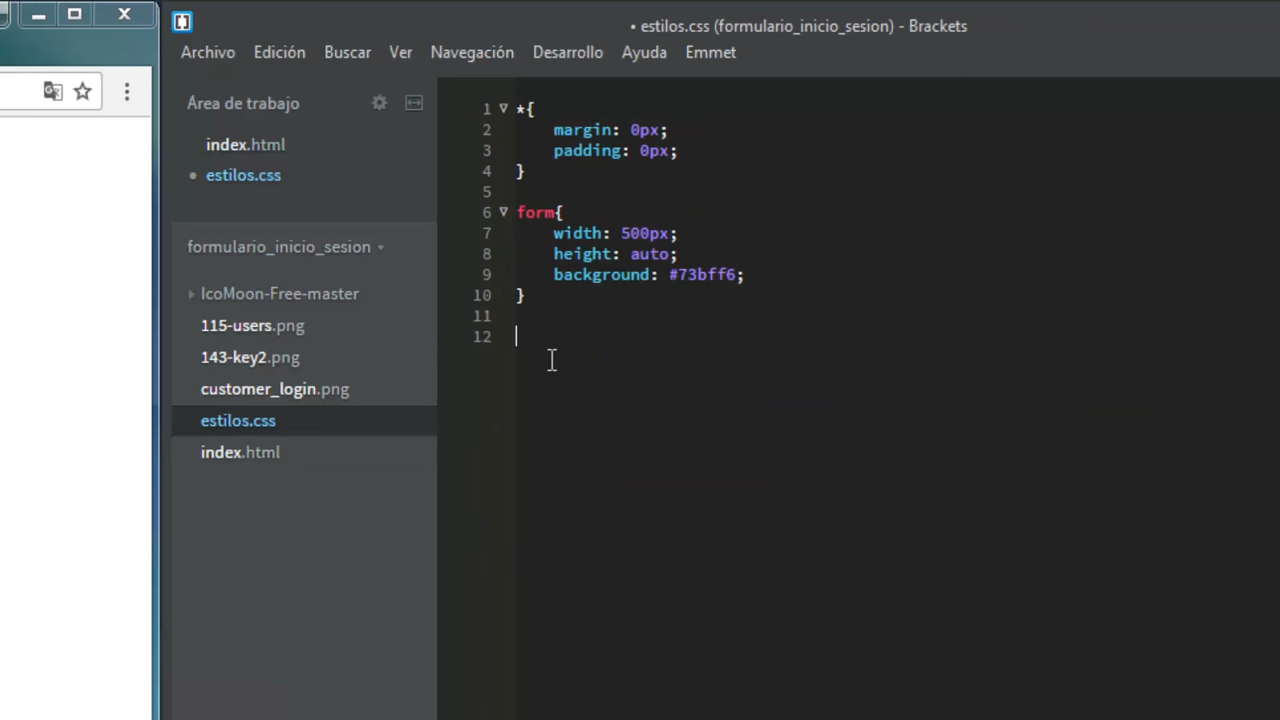 • estilos.css (formulario_inicio_sesion) - Brackets
Archivo Edición Buscar Ver Navegación Desarrollo Ayuda Emmet
Área de trabajo
index.html
• estilos.css
formulario_inicio_sesion
IcoMoon-Free-master
115-users.png
143-key2.png
customer_login.png
estilos.css
index.html
1 *{
2 margin: 0px;
3 padding: 0px;
4 }
5
6 form{
7 width: 500px;
8 height: auto;
9 background: #73bff6;
10 }
11
12